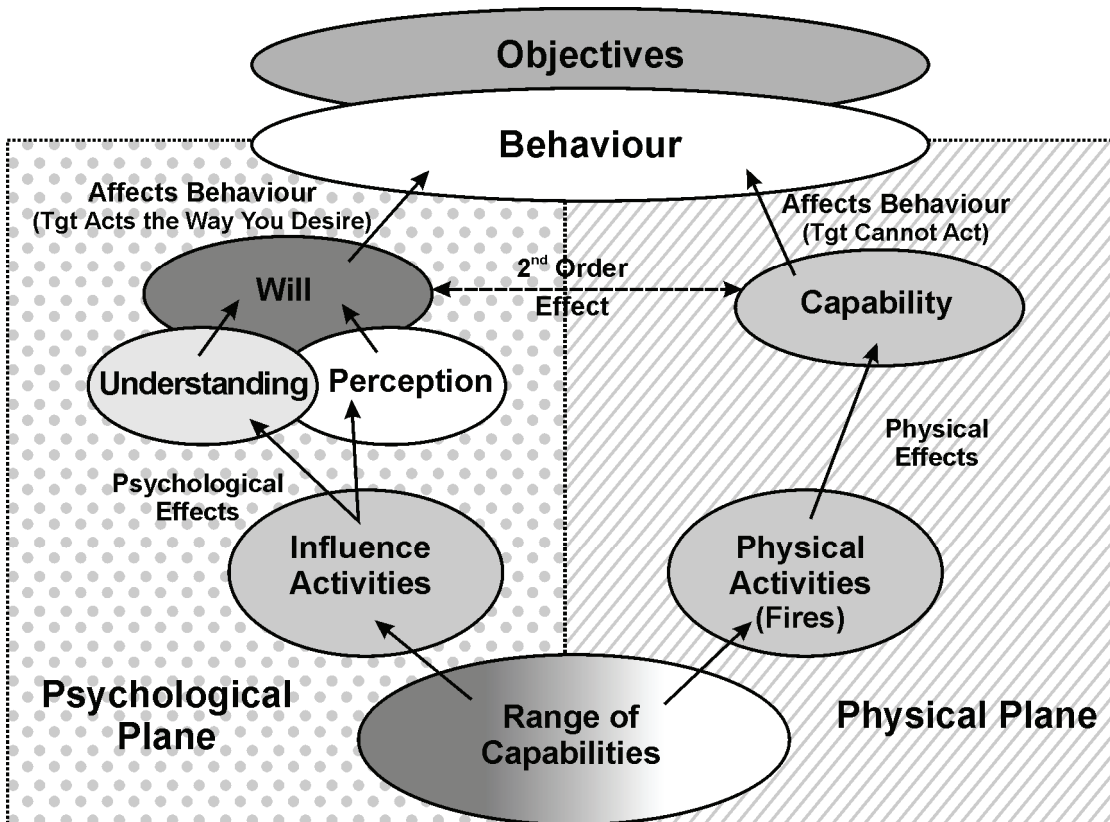 Objectives
Behaviour
Affects Behaviour
(Tgt Acts the Way You Desire)
Affects Behaviour
(Tgt Cannot Act)
2nd Order
Effect
Will
Capability
Understanding
Perception
Psychological
Effects
Physical
Effects
Influence
Activities
Physical
Activities
(Fires)
Psychological
Plane
Range of
Capabilities
Physical Plane